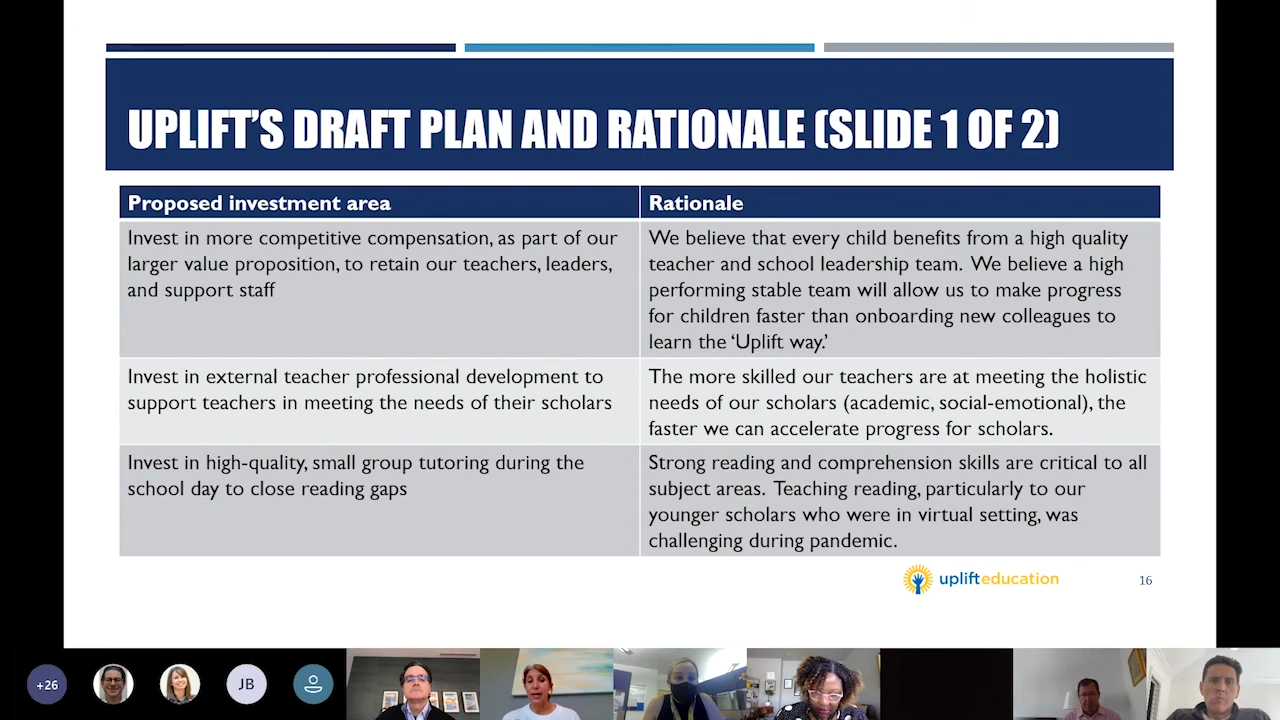 UPLIFT'S DRAFT PLAN AND RATIONALE (SLIDE 1 OF 2)
Proposed investment area
Rationale
Invest in more competitive compensation, as part of our
larger value proposition, to retain our teachers, leaders,
and support staff
We believe that every child benefits from a high quality
teacher and school leadership team. We believe a high
performing stable team will allow us to make progress
for children faster than onboarding new colleagues to
learn the ‘Uplift way.’
Invest in external teacher professional development to
support teachers in meeting the needs of their scholars
The more skilled our teachers are at meeting the holistic
needs of our scholars (academic, social-emotional), the
faster we can accelerate progress for scholars.
Invest in high-quality, small group tutoring during the
school day to close reading gaps
Strong reading and comprehension skills are critical to all
subject areas. Teaching reading, particularly to our
younger scholars who were in virtual setting, was
challenging during pandemic.
uplifteducation
16
+26
JB